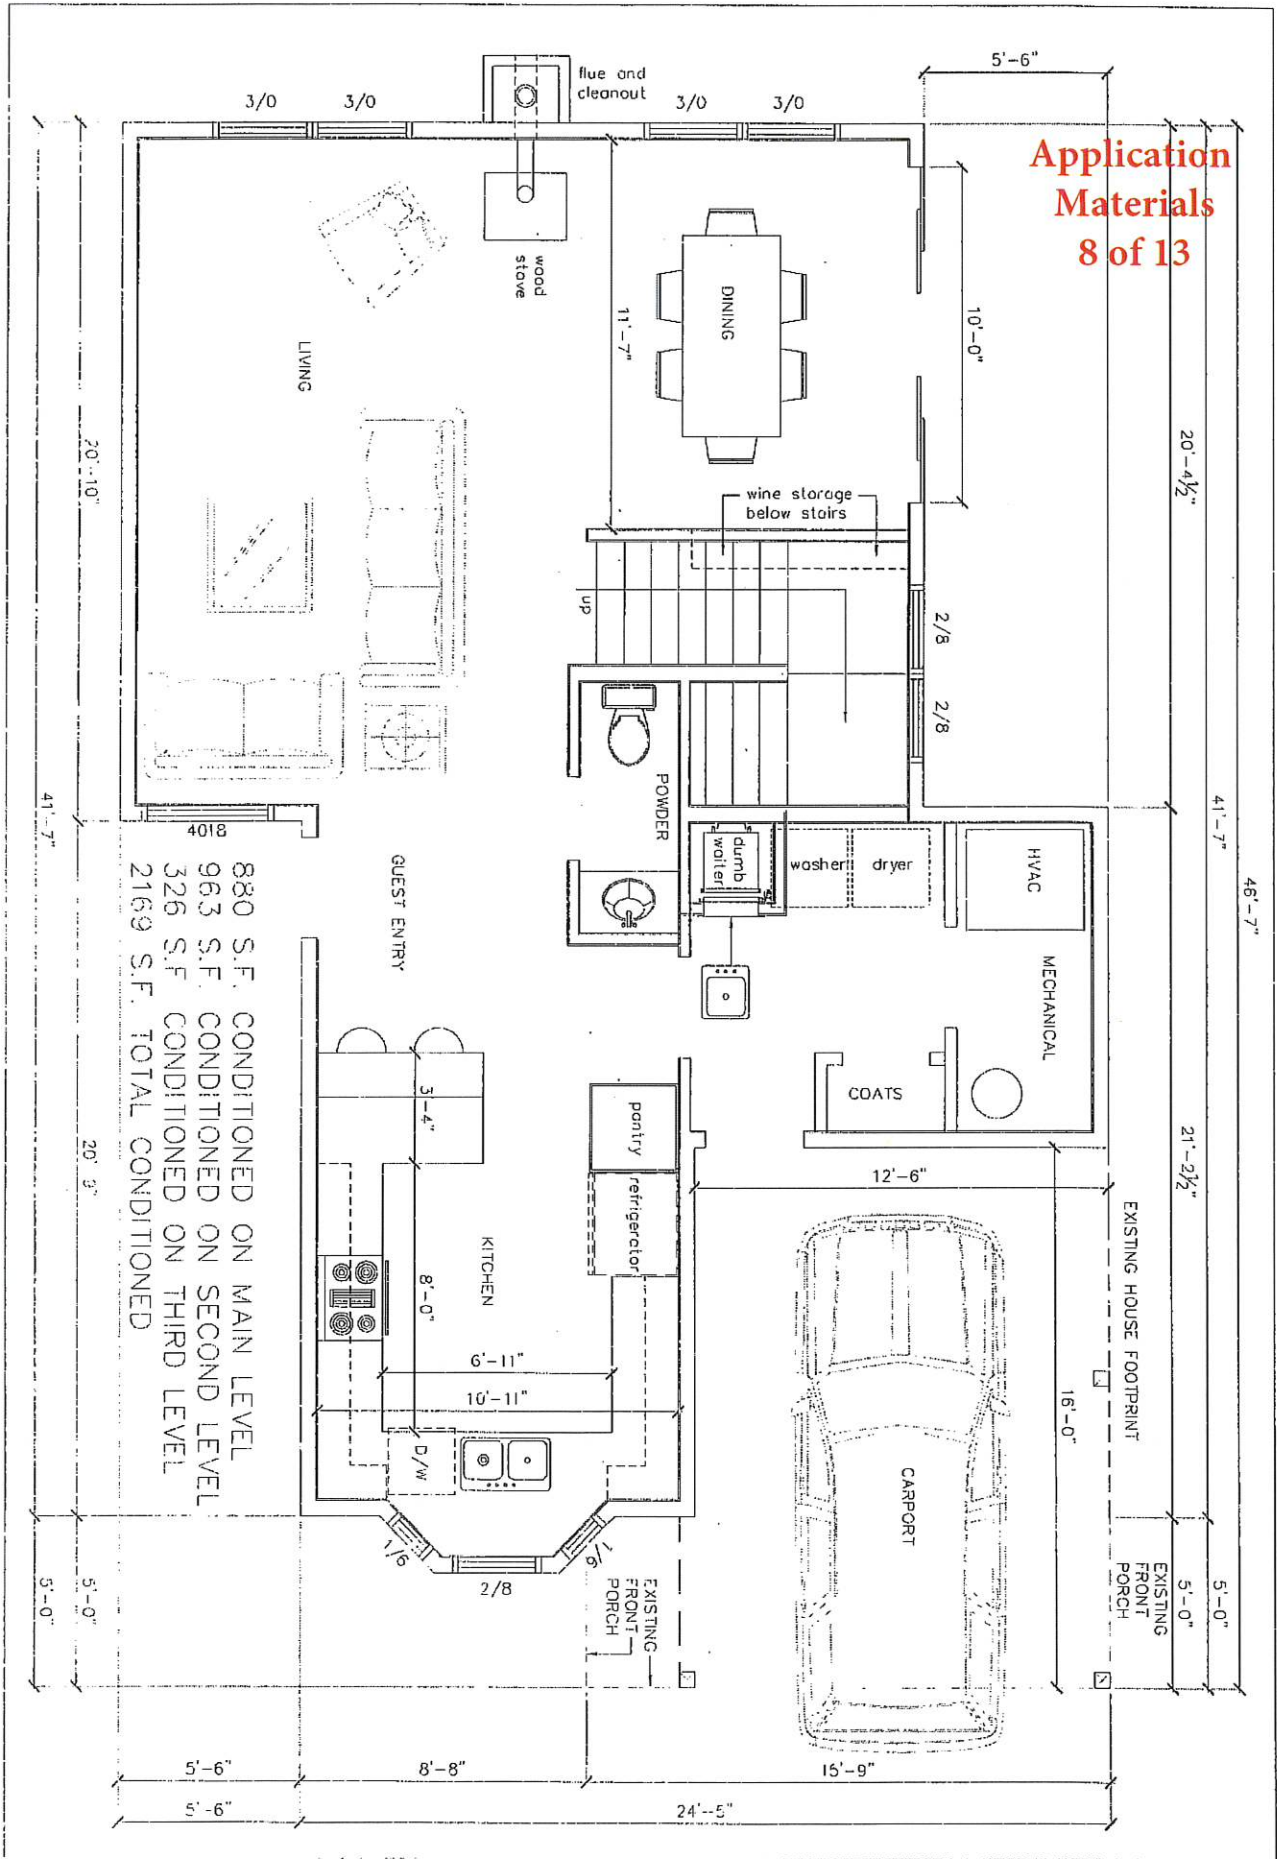 Application
Materials
8 of 13
5'-6"
flue and
cleanout
3/0
3/0
3/0
3/0
wood
stove
11'-7"
DINING
10'-0"
20'-4½"
41'-7"
46'-7"
LIVING
20'-10"
41'-7"
wine storage
below stairs
up
2/8
2/8
POWDER
4018
GUEST ENTRY
dumb
waiter
washer
dryer
HVAC
MECHANICAL
COATS
880 S.F. CONDITIONED ON MAIN LEVEL
963 S.F. CONDITIONED ON SECOND LEVEL
326 S.F. CONDITIONED ON THIRD LEVEL
2169 S.F. TOTAL CONDITIONED
3'-4"
pantry
refrigerator
KITCHEN
8'-0"
6'-11"
10'-11"
D/W
12'-6"
16'-0"
21'-2½"
EXISTING HOUSE FOOTPRINT
CARPORT
1/6
2/8
1/6
EXISTING
FRONT
PORCH
EXISTING
FRONT
PORCH
5'-0"
5'-0"
5'-0"
5'-0"
5'-6"
8'-8"
15'-9"
5'-6"
24'-5"